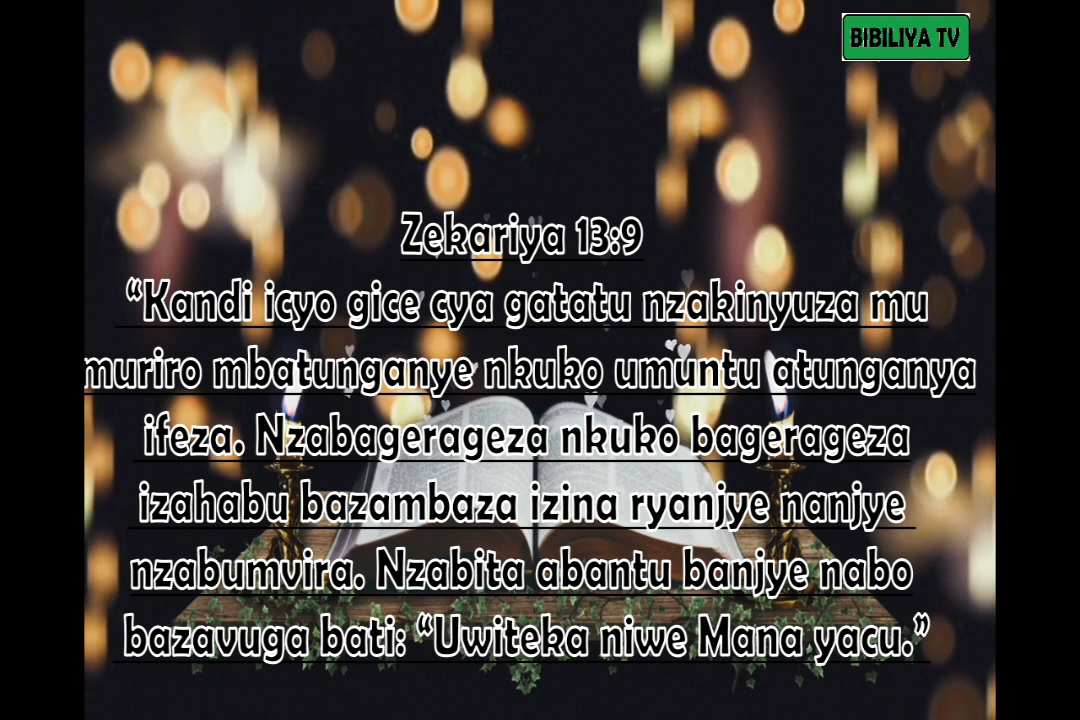 BIBILIYA TV
Zekariya 13:9
“Kandi icyo gice cya gatatu nzakinyuza mu
muriro mbatunganye nkuko umuntu atunganya
ifeza. Nzabagerageza nkuko bagerageza
izahabu bazambaza izina ryanjye nanjye
nzabumvira. Nzabita abantu banjye nabo
bazavuga bati: “Uwiteka niwe Mana yacu.”